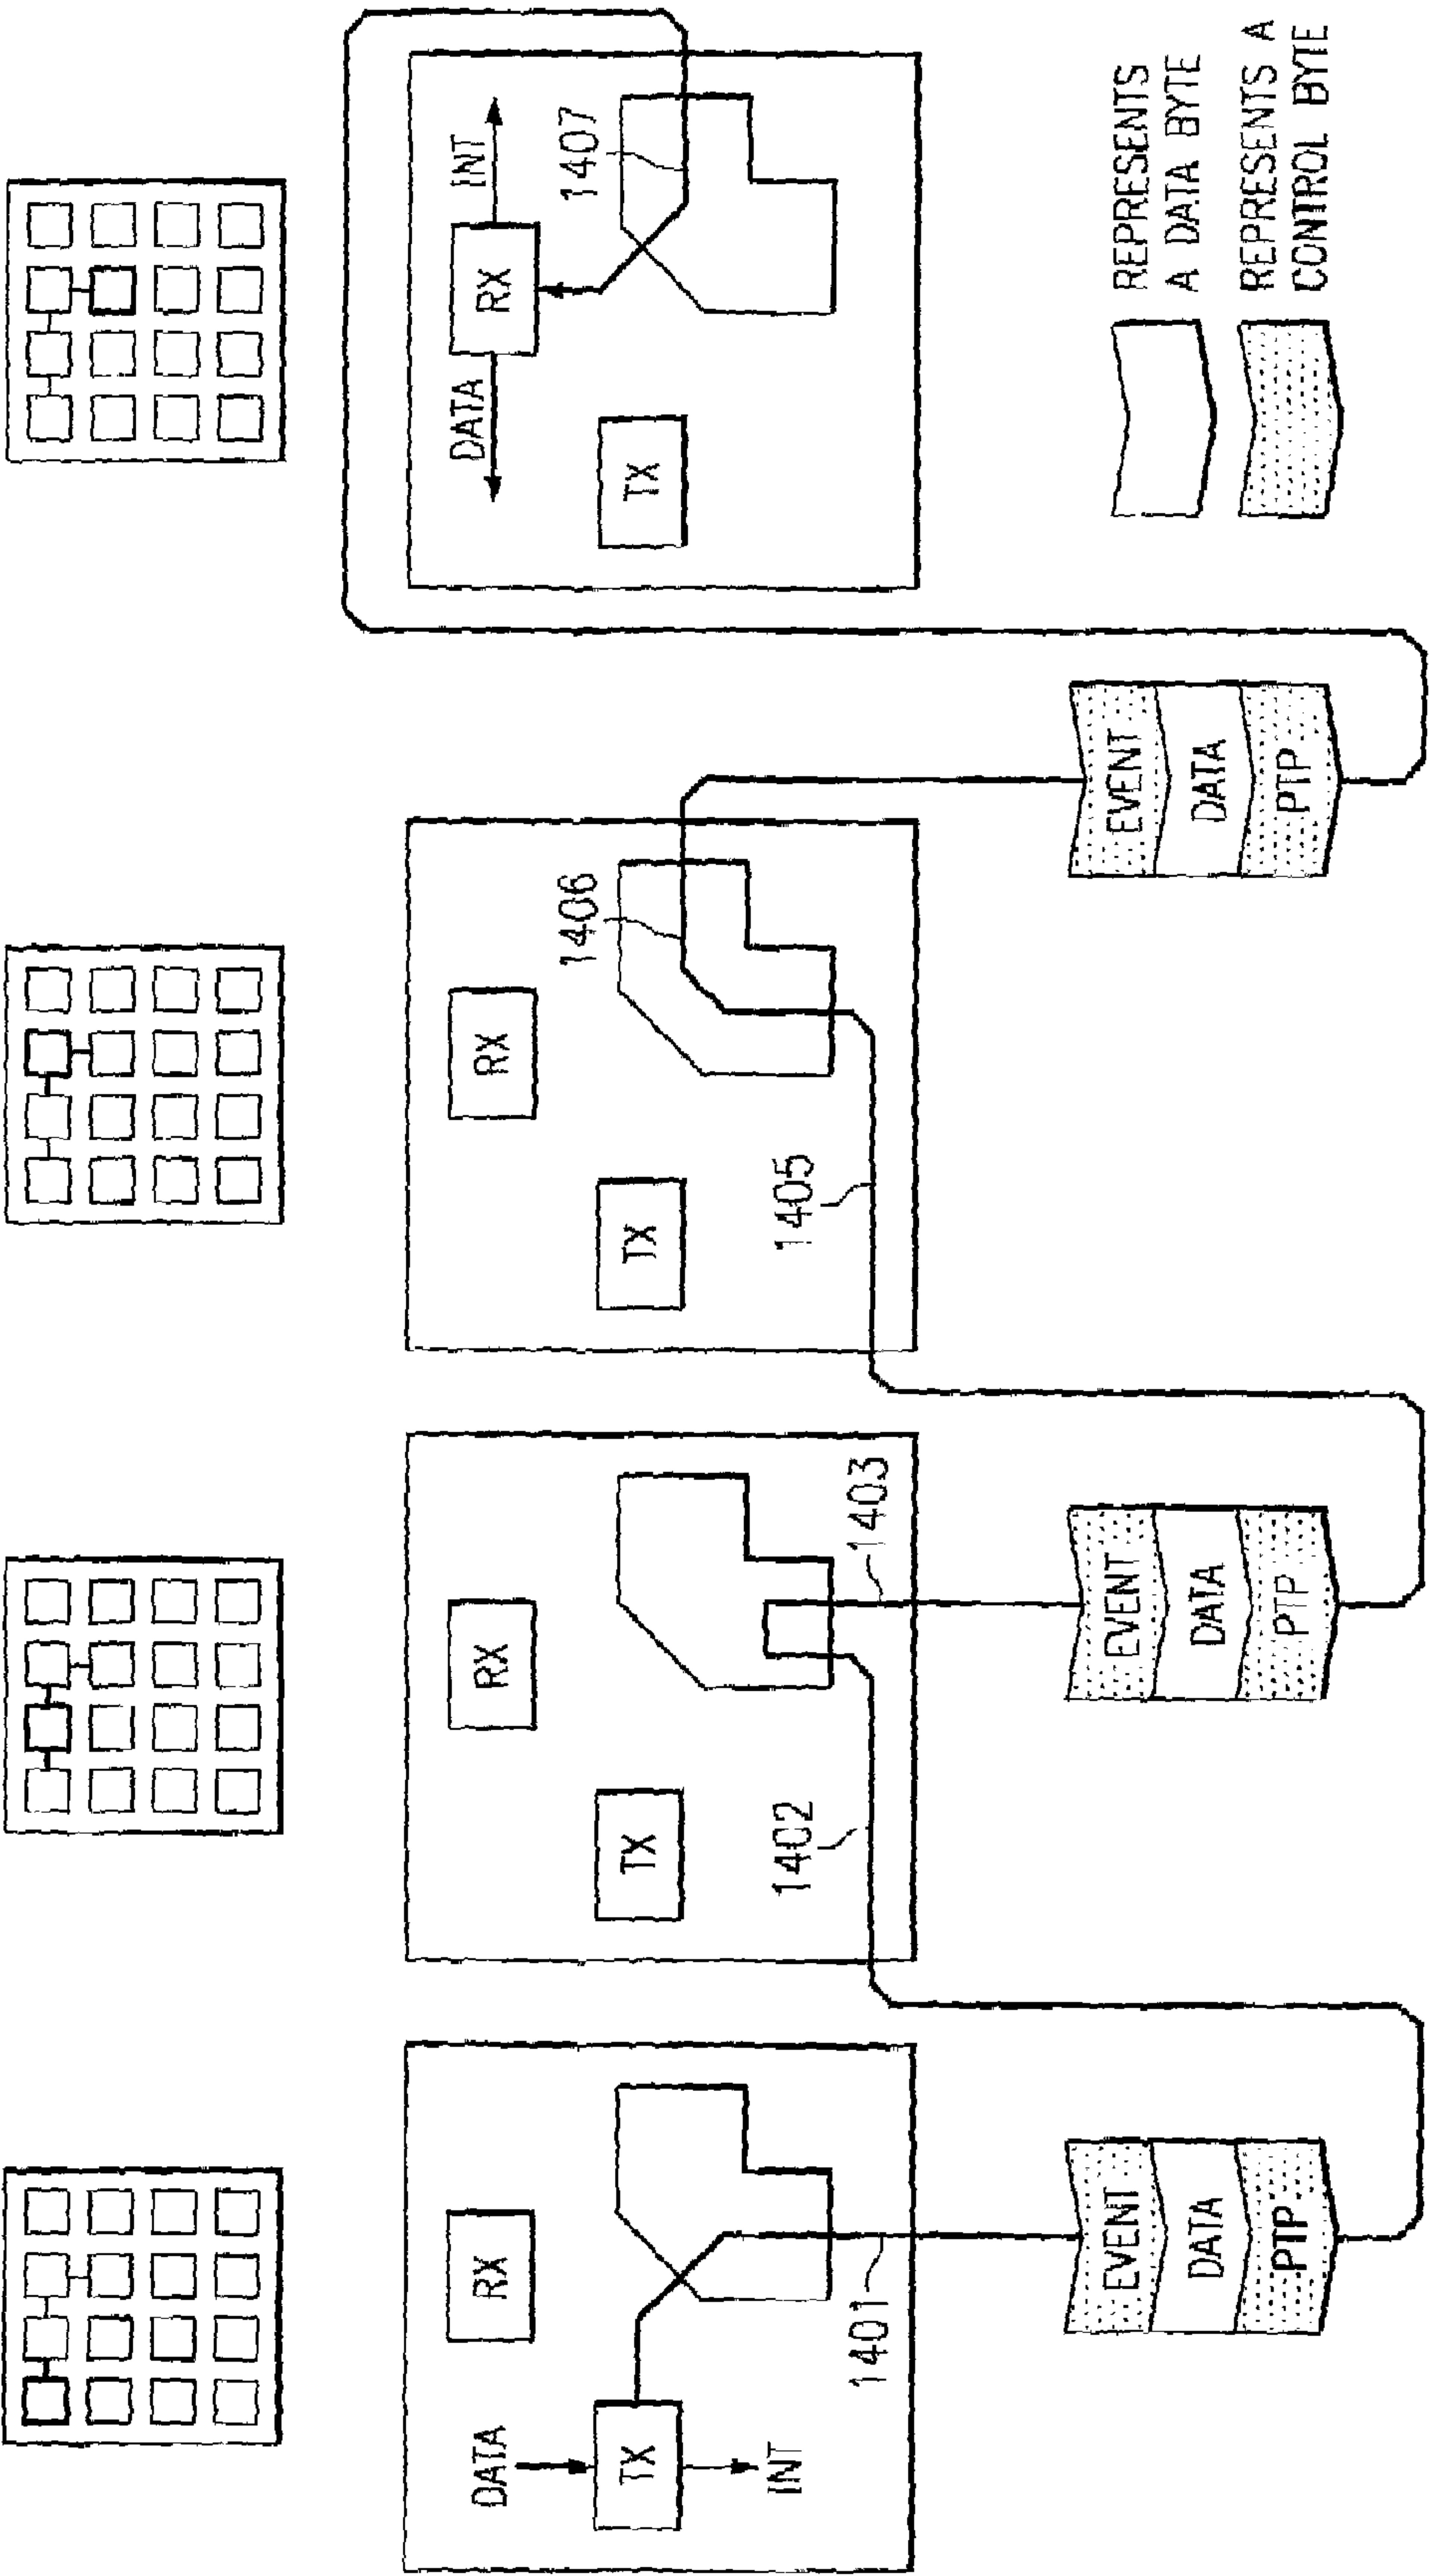 DATA
TX
INT
RX
1401
EVENT
DATA
PTP
TX
RX
1402
1403
EVENT
DATA
PTP
TX
RX
1405
1406
EVENT
DATA
PTP
TX
DATA
RX
INT
1407
REPRESENTS
A DATA BYTE
REPRESENTS A
CONTROL BYTE